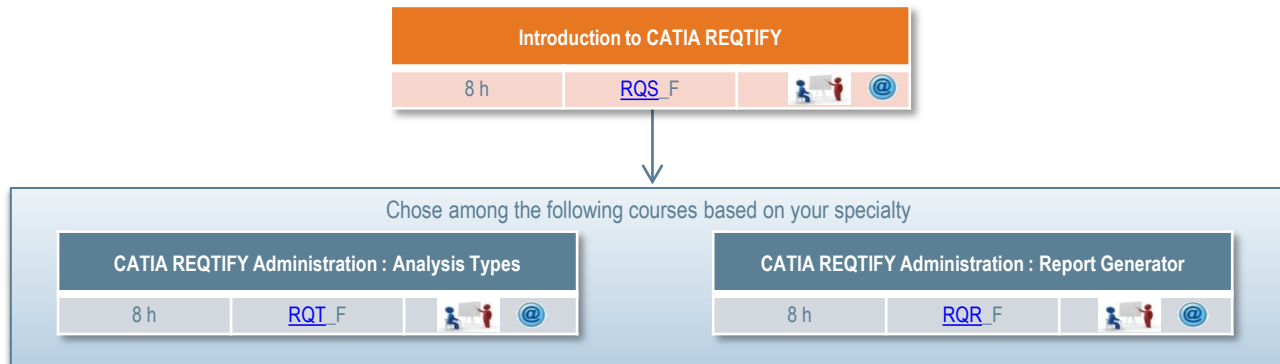 Introduction to CATIA REQTIFY
8 h RQS_F @
Chose among the following courses based on your specialty
CATIA REQTIFY Administration : Analysis Types
8 h RQT_F @
CATIA REQTIFY Administration : Report Generator
8 h RQR_F @